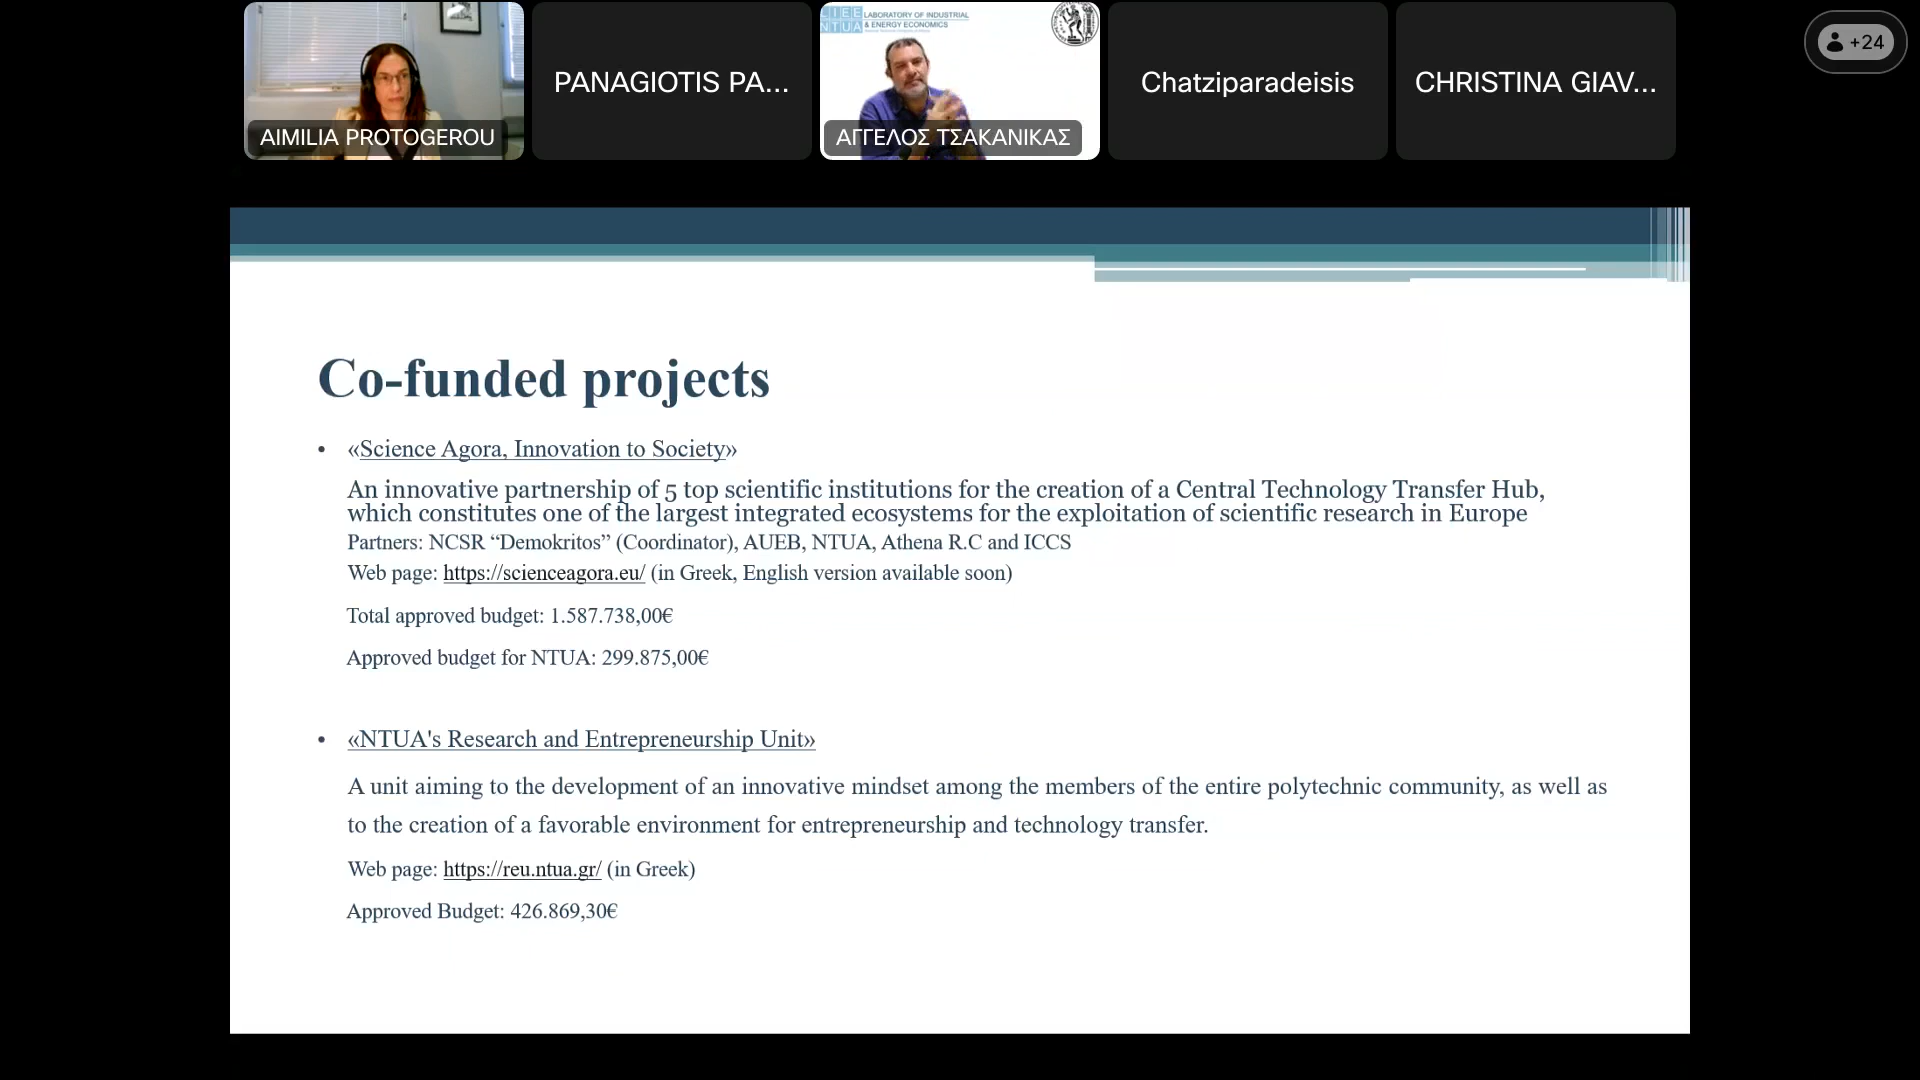 LIEE
NTUA
LABORATORY OF INDUSTRIAL
& ENERGY ECONOMICS
AIMILIA PROTOGEROU
PANAGIOTIS PA...
ΑΓΓΕΛΟΣ ΤΣΑΚΑΝΙΚΑΣ
Chatziparadeisis
CHRISTINA GIAV...
+24
Co-funded projects
• «Science Agora, Innovation to Society»
An innovative partnership of 5 top scientific institutions for the creation of a Central Technology Transfer Hub,
which constitutes one of the largest integrated ecosystems for the exploitation of scientific research in Europe
Partners: NCSR “Demokritos” (Coordinator), AUEB, NTUA, Athena R.C and ICCS
Web page: https://scienceagora.eu/ (in Greek, English version available soon)
Total approved budget: 1.587.738,00€
Approved budget for NTUA: 299.875,00€
• «NTUA's Research and Entrepreneurship Unit»
A unit aiming to the development of an innovative mindset among the members of the entire polytechnic community, as well as
to the creation of a favorable environment for entrepreneurship and technology transfer.
Web page: https://reu.ntua.gr/ (in Greek)
Approved Budget: 426.869,30€